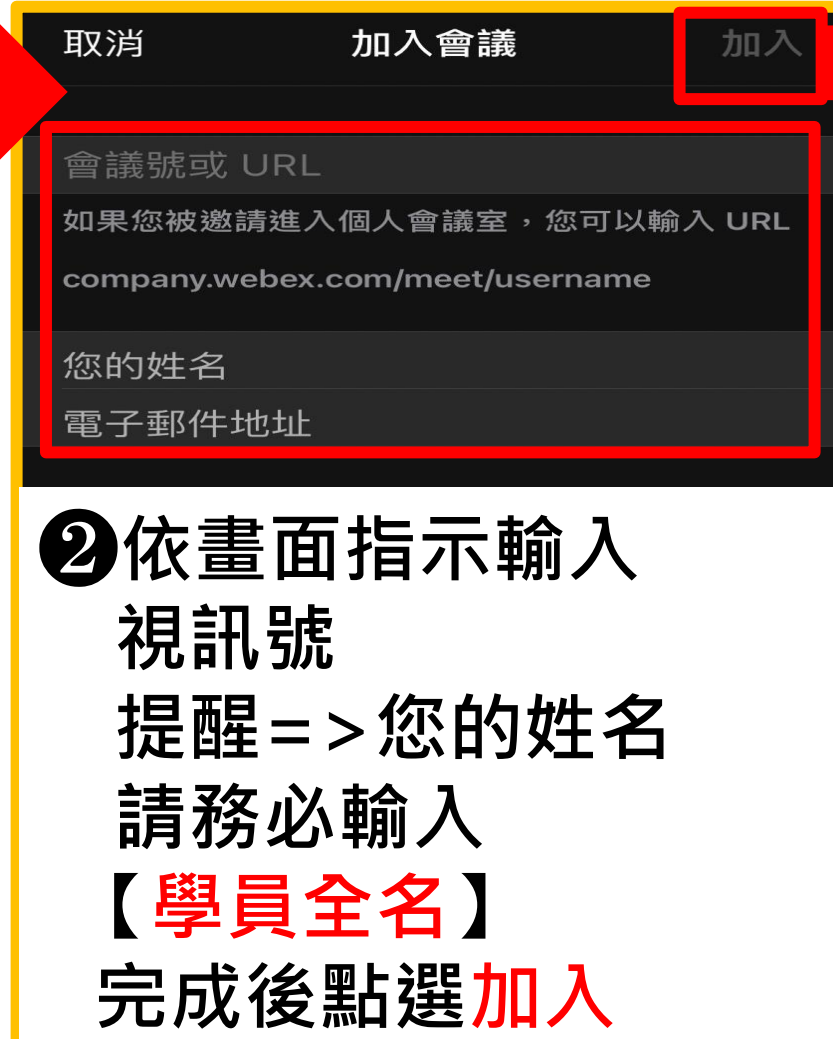 取消 加入會議 加入
會議號或 URL
如果您被邀請進入個人會議室，您可以輸入 URL
company.webex.com/meet/username
您的姓名
電子郵件地址
❷依畫面指示輸入
視訊號
提醒=>您的姓名
請務必輸入
【學員全名】
完成後點選加入